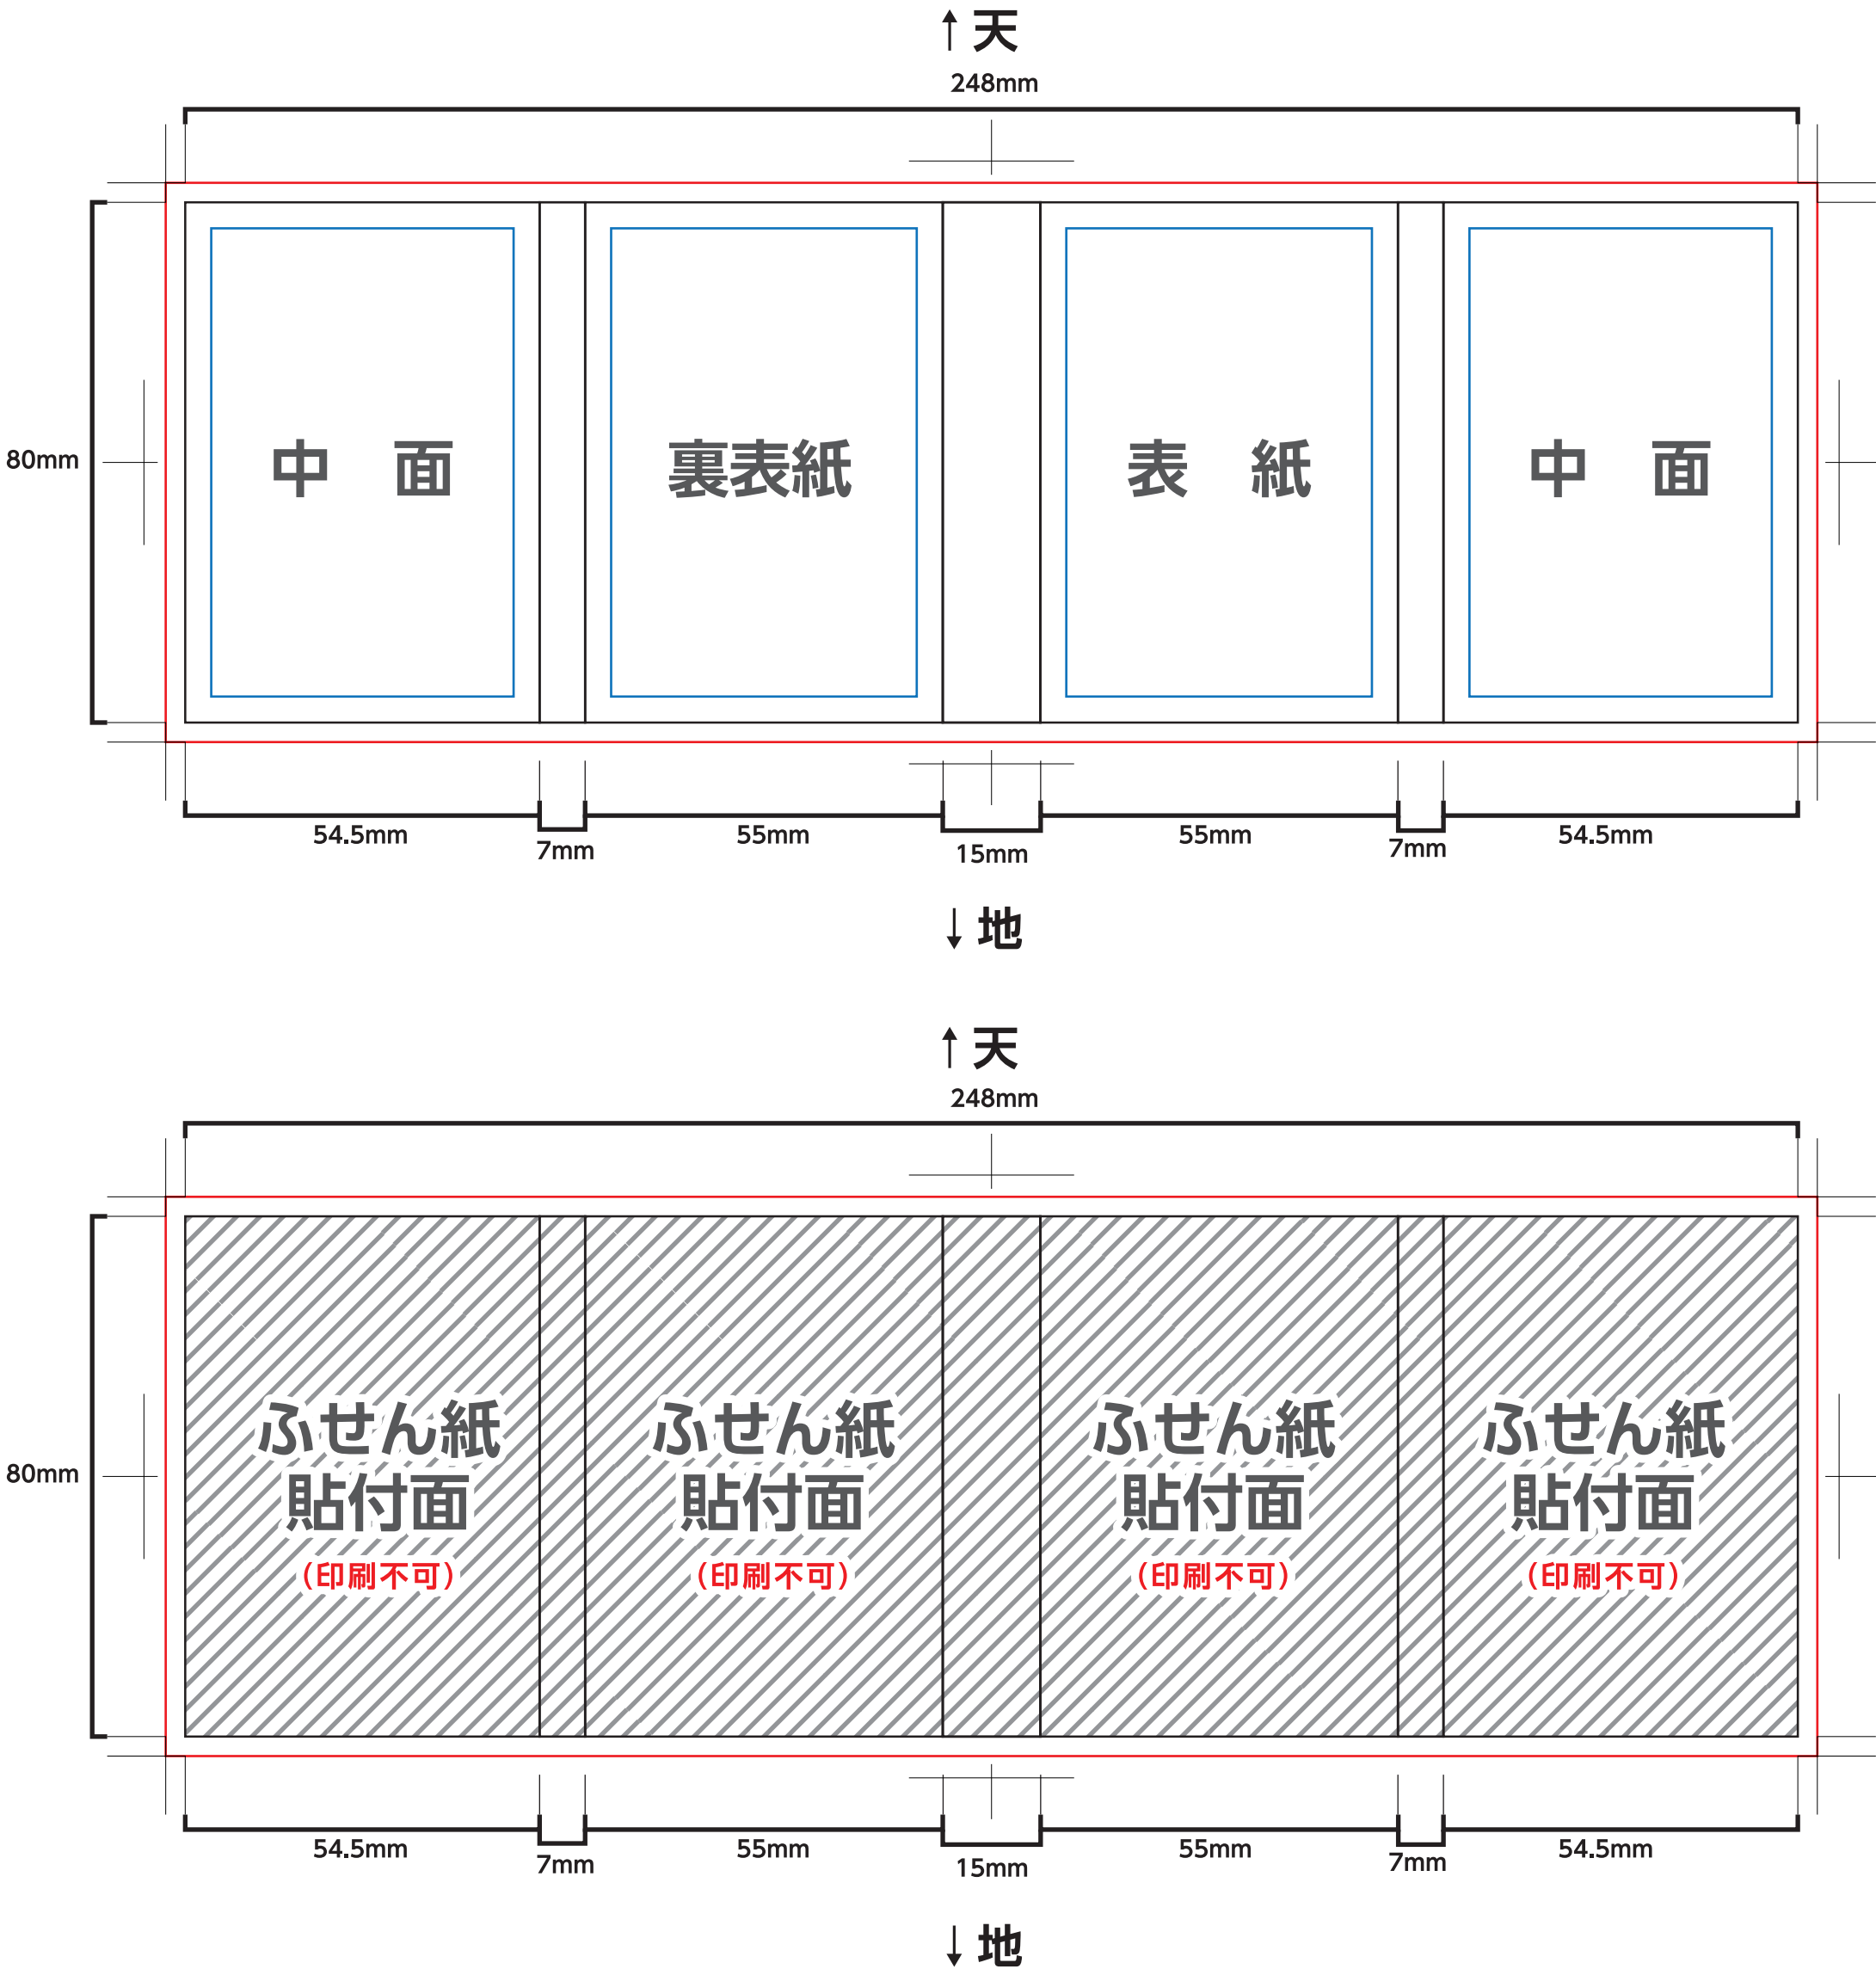 ↑天
248mm
80mm
中　面
裏表紙
表　紙
中　面
54.5mm
7mm
55mm
15mm
55mm
7mm
54.5mm
↓地
↑天
248mm
80mm
ふせん紙
貼付面
（印刷不可）
ふせん紙
貼付面
（印刷不可）
ふせん紙
貼付面
（印刷不可）
ふせん紙
貼付面
（印刷不可）
54.5mm
7mm
55mm
15mm
55mm
7mm
54.5mm
↓地